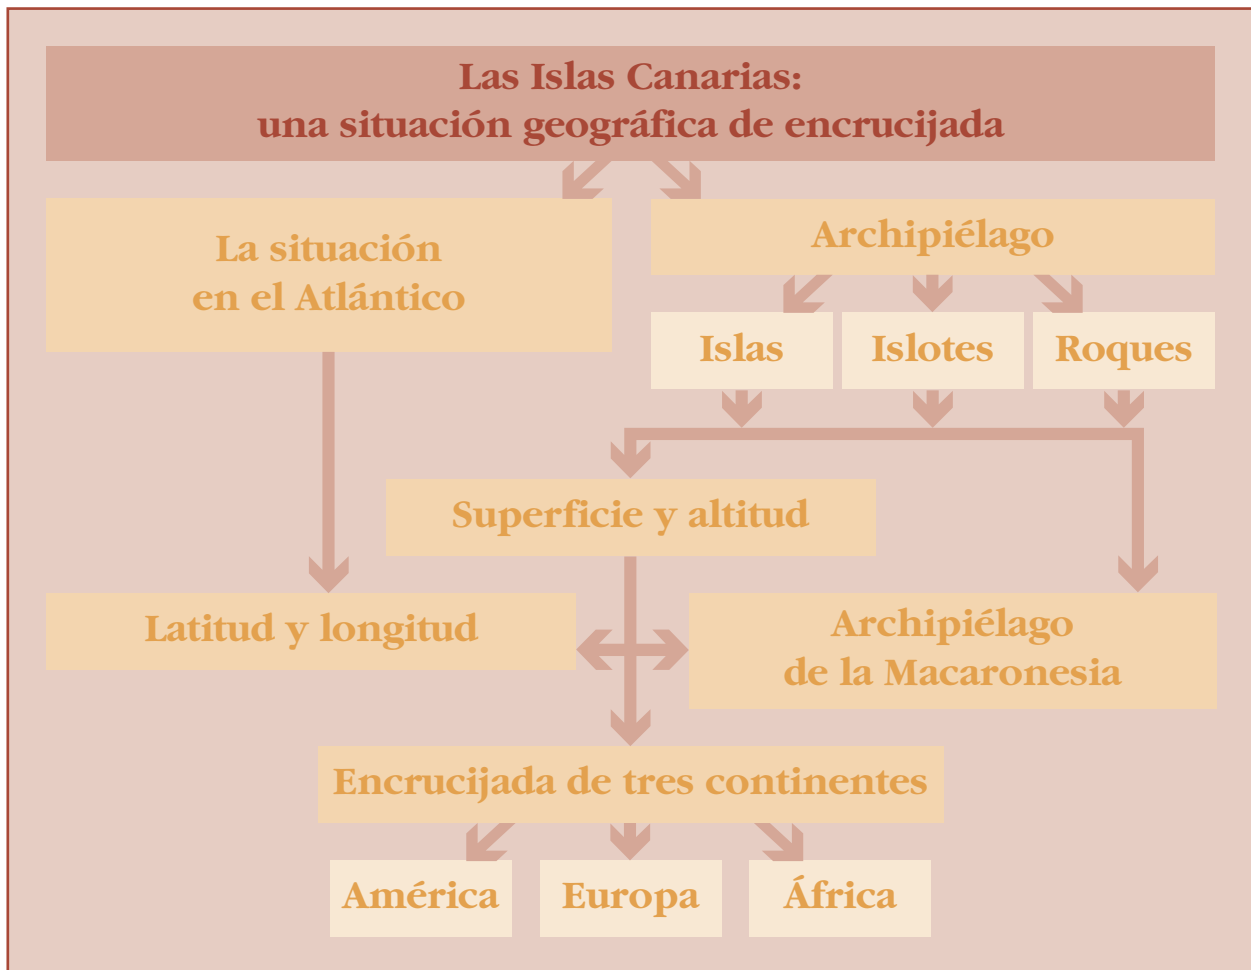 Las Islas Canarias:
una situación geográfica de encrucijada
La situación
en el Atlántico
Archipiélago
Islas
Islotes
Roques
Superficie y altitud
Latitud y longitud
Archipiélago
de la Macaronesia
Encrucijada de tres continentes
América
Europa
África